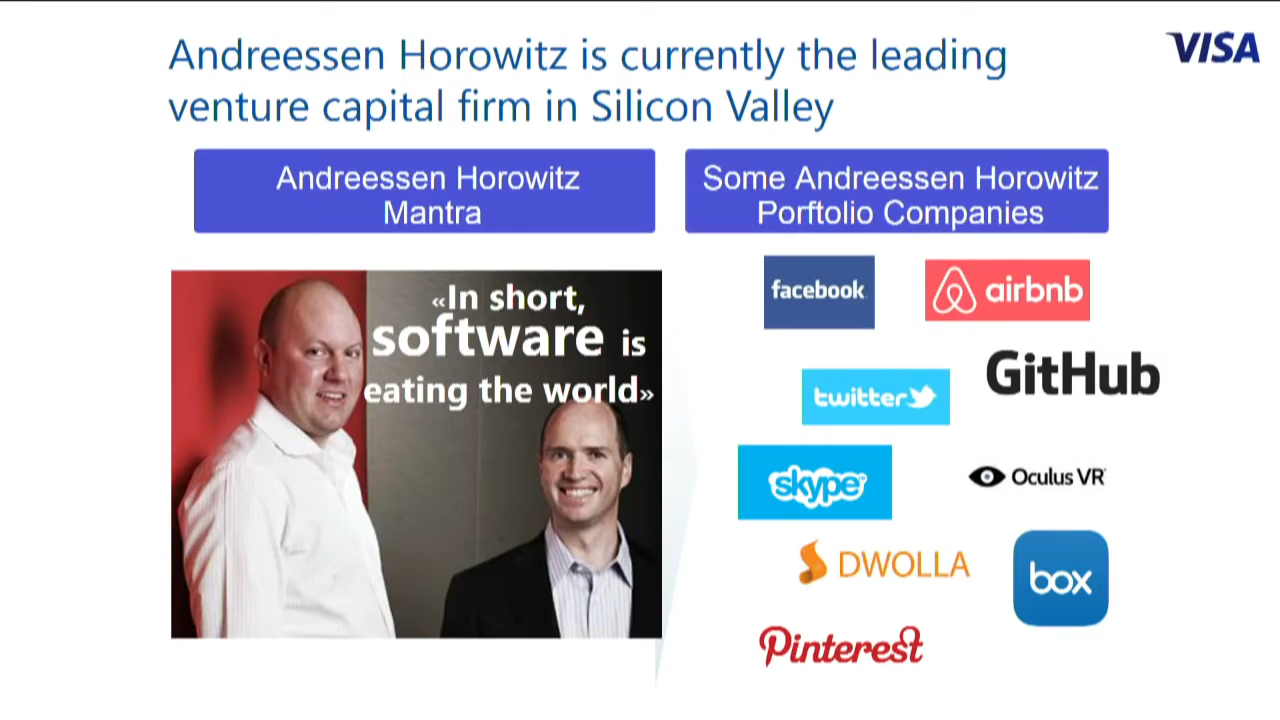 Andreessen Horowitz is currently the leading
venture capital firm in Silicon Valley
VISA
Andreessen Horowitz
Mantra
Some Andreessen Horowitz
Porftolio Companies
«In short,
software is
eating the world»
facebook
airbnb
twitter
GitHub
skype
Oculus VR
DWOLLA
box
Pinterest